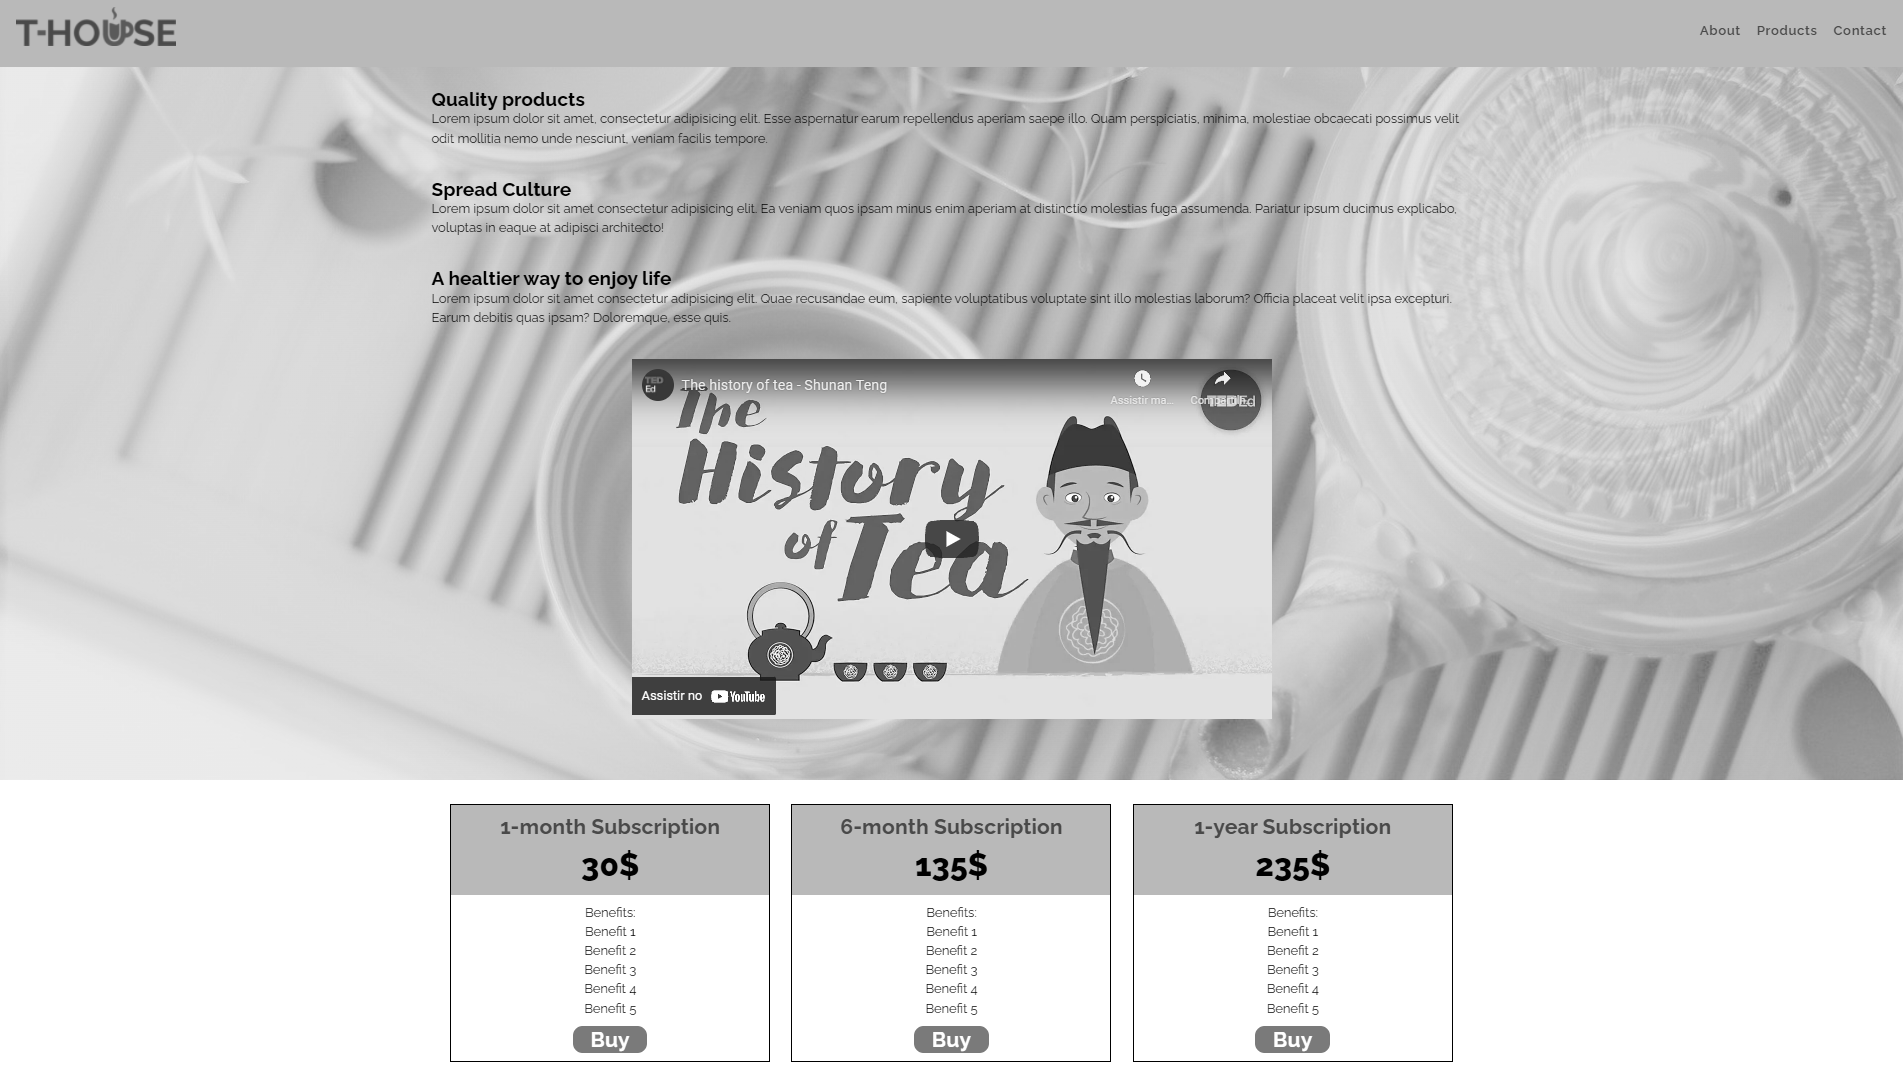 T-HOUSE
About Products Contact
Quality products
Lorem ipsum dolor sit amet, consectetur adipisicing elit. Esse aspernatur earum repellendus aperiam saepe illo. Quam perspiciatis, minima, molestiae obcaecati possimus velit
odit mollitia nemo unde nesciunt, veniam facilis tempore.
Spread Culture
Lorem ipsum dolor sit amet consectetur adipisicing elit. Ea veniam quos ipsam minus enim aperiam at distinctio molestias fuga assumenda. Pariatur ipsum ducimus explicabo,
voluptas in eaque at adipisci architecto!
A healtier way to enjoy life
Lorem ipsum dolor sit amet consectetur adipisicing elit. Quae recusandae eum, sapiente voluptatibus voluptate sint illo molestias laborum? Officia placeat velit ipsa excepturi.
Earum debitis quas ipsam? Doloremque, esse quis.
TED
Ed
The history of tea - Shunan Teng
Assistir ma...
TEDEd
The
History
of Tea
Assistir no YouTube
1-month Subscription
30$
Benefits:
Benefit 1
Benefit 2
Benefit 3
Benefit 4
Benefit 5
Buy
6-month Subscription
135$
Benefits:
Benefit 1
Benefit 2
Benefit 3
Benefit 4
Benefit 5
Buy
1-year Subscription
235$
Benefits:
Benefit 1
Benefit 2
Benefit 3
Benefit 4
Benefit 5
Buy